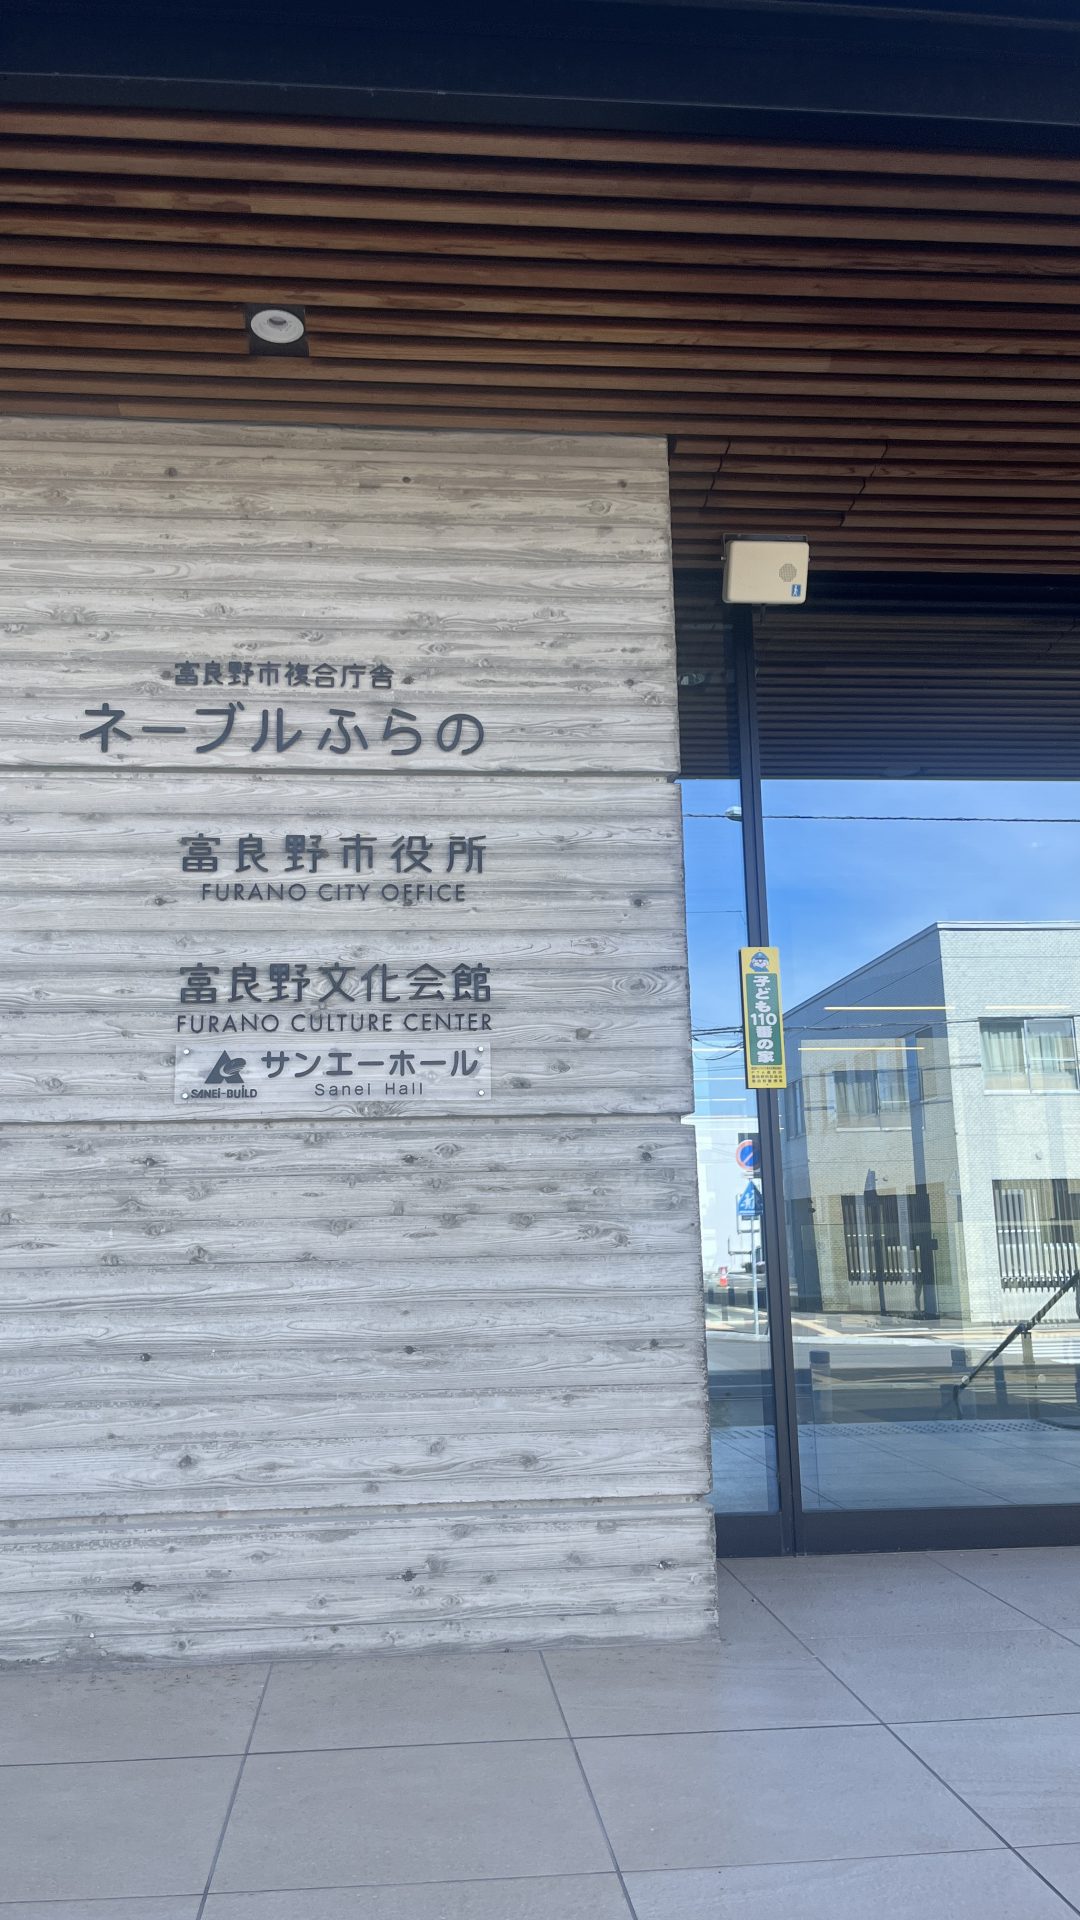 富良野市複合庁舎
ネーブルふらの
富良野市役所
FURANO CITY OFFICE
富良野文化会館
FURANO CULTURE CENTER
サンエーホール
SANEI-BUILD
Sanei Hall
子ども110番の家